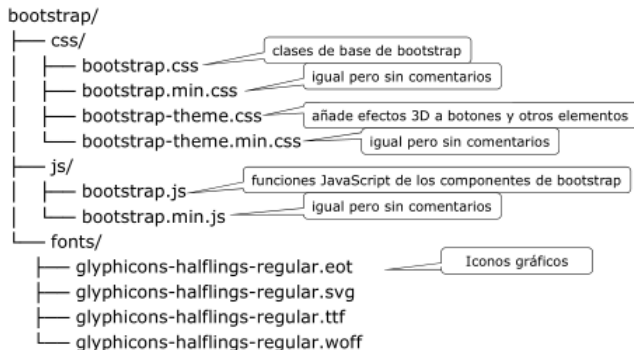 bootstrap/
css/
bootstrap.css
clases de base de bootstrap
bootstrap.min.css
igual pero sin comentarios
bootstrap-theme.css
añade efectos 3D a botones y otros elementos
bootstrap-theme.min.css
igual pero sin comentarios
js/
bootstrap.js
funciones JavaScript de los componentes de bootstrap
bootstrap.min.js
igual pero sin comentarios
fonts/
glyphicons-halflings-regular.eot
Iconos gráficos
glyphicons-halflings-regular.svg
glyphicons-halflings-regular.ttf
glyphicons-halflings-regular.woff